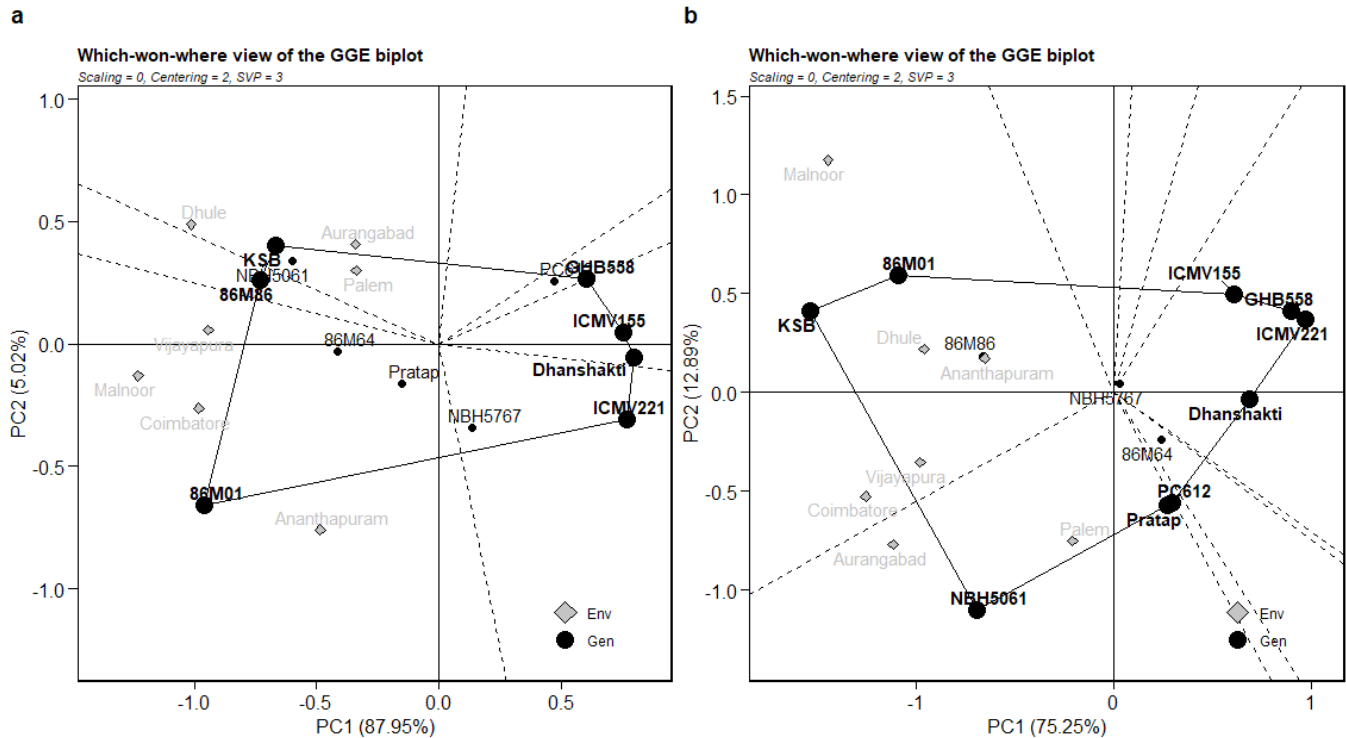 a
Which-won-where view of the GGE biplot
Scaling = 0, Centering = 2, SVP = 3
1.0
0.5
0.0
-0.5
-1.0
PC2 (5.02%)
Dhule
Aurangabad
KSB
NBH5061
Palem
86M86
GHB558
Vijayapura
86M64
ICMV155
Malnoor
Pratap
Dhanshakti
Coimbatore
NBH5767
ICMV221
86M01
Ananthapuram
Env
Gen
-1.0
-0.5
0.0
0.5
PC1 (87.95%)
b
Which-won-where view of the GGE biplot
Scaling = 0, Centering = 2, SVP = 3
1.5
1.0
0.5
0.0
-0.5
-1.0
PC2 (12.89%)
Malnoor
86M01
ICMV155
GHB558
KSB
ICMV221
Dhule
86M86
Ananthapuram
NBH5767
Dhanshakti
86M64
Vijayapura
Coimbatore
PC612
Pratap
Aurangabad
Palem
NBH5061
Env
Gen
-1
0
1
PC1 (75.25%)